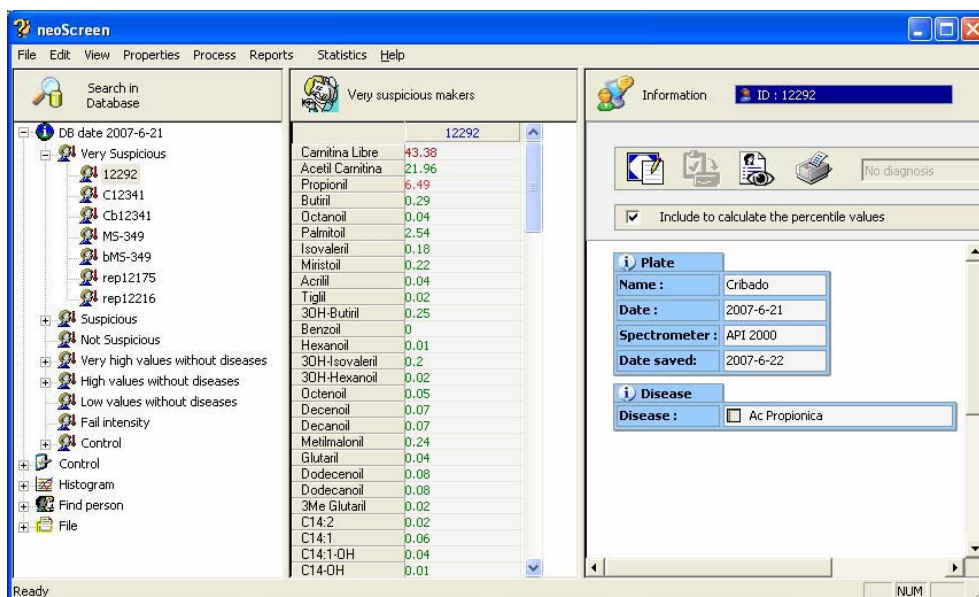 neoScreen
File Edit View Properties Process Reports Statistics Help
Search in
Database
DB date 2007-6-21
Very Suspicious
12292
C12341
Cb12341
MS-349
bMS-349
rep12175
rep12216
Suspicious
Not Suspicious
Very high values without diseases
High values without diseases
Low values without diseases
Fail intensity
Control
Control
Histogram
Find person
File
Very suspicious makers
12292
Carnitina Libre 43.38
Acetil Carnitina 21.96
Propionil 6.49
Butiril 0.29
Octanoil 0.04
Palmitoil 2.54
Isovaleril 0.18
Miristoil 0.22
Acrilil 0.04
Tiglil 0.02
3OH-Butiril 0.25
Benzoil 0
Hexanoil 0.01
3OH-Isovaleril 0.2
3OH-Hexanoil 0.02
Octenoil 0.05
Decenoil 0.07
Decanoil 0.07
Metilmalonil 0.24
Glutaril 0.04
Dodecenoil 0.08
Dodecanoil 0.08
3Me Glutaril 0.02
C14:2 0.02
C14:1 0.06
C14:1-OH 0.04
C14-OH 0.01
Information ID : 12292
No diagnosis
Include to calculate the percentile values
Plate
Name : Cribado
Date : 2007-6-21
Spectrometer : API 2000
Date saved: 2007-6-22
Disease
Disease : Ac Propionica
Ready NUM